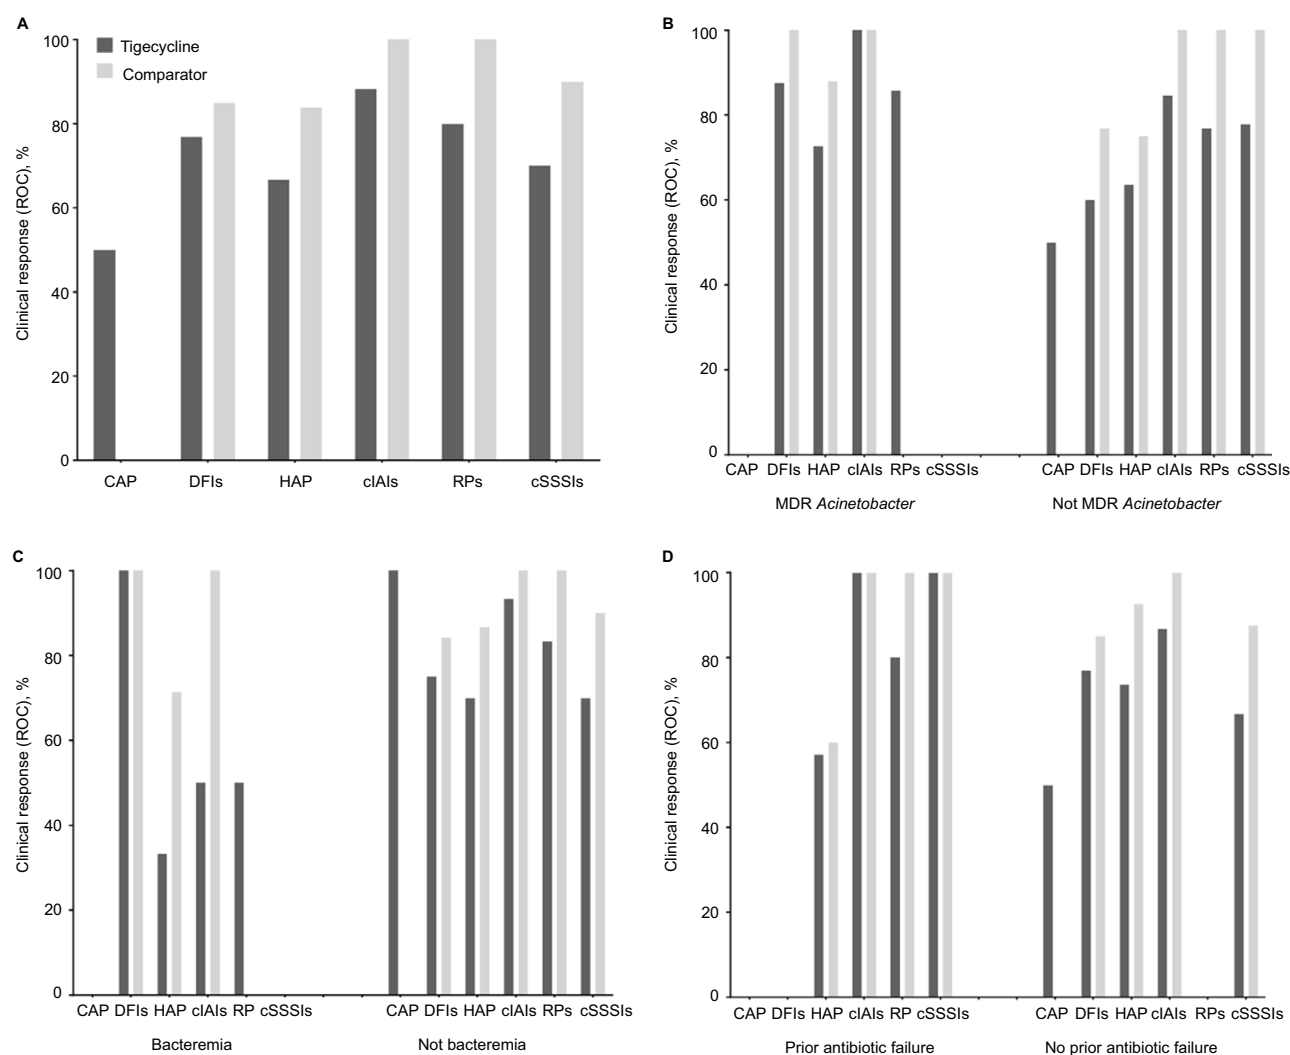 A
Clinical response (ROC), %
100
80
60
40
20
0
Tigecycline
Comparator
CAP DFIs HAP cIAIs RPs cSSSIs
B
Clinical response (ROC), %
100
80
60
40
20
0
CAP DFIs HAP cIAIs RPs cSSSIs CAP DFIs HAP cIAIs RPs cSSSIs
MDR Acinetobacter Not MDR Acinetobacter
C
Clinical response (ROC), %
100
80
60
40
20
0
CAP DFIs HAP cIAIs RP cSSSIs CAP DFIs HAP cIAIs RPs cSSSIs
Bacteremia Not bacteremia
D
Clinical response (ROC), %
100
80
60
40
20
0
CAP DFIs HAP cIAIs RP cSSSIs CAP DFIs HAP cIAIs RPs cSSSIs
Prior antibiotic failure No prior antibiotic failure